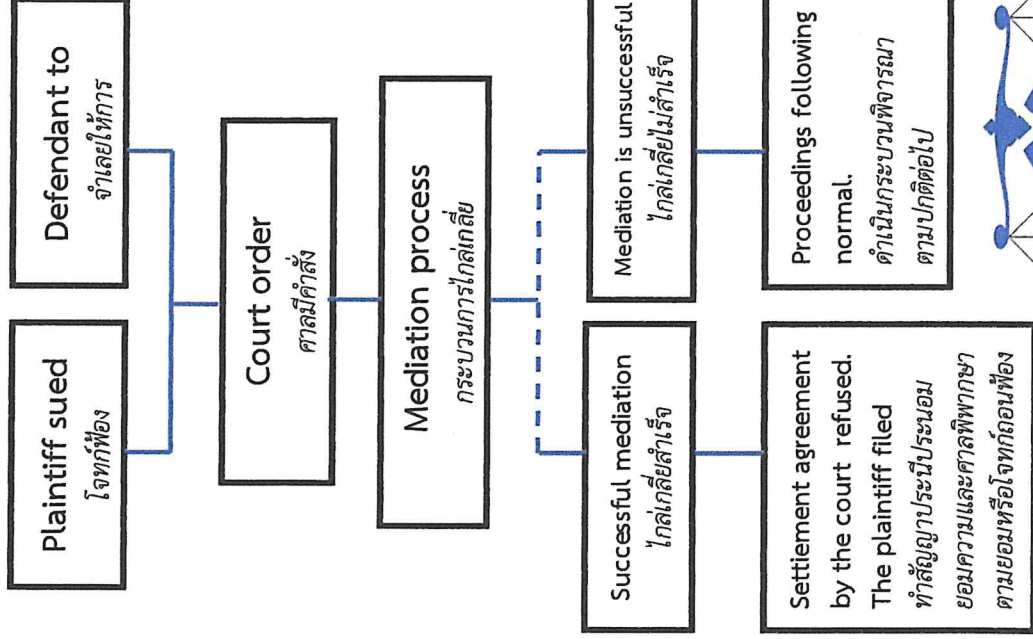 Plaintiff sued
โจทก์ฟ้อง
Defendant to
จำเลยให้การ
Court order
ศาลมีคำสั่ง
Mediation process
กระบวนการไกล่เกลี่ย
Successful mediation
ไกล่เกลี่ยสำเร็จ
Mediation is unsuccessful
ไกล่เกลี่ยไม่สำเร็จ
Settiement agreement
by the court refused.
The plaintiff filed
ทำสัญญาประนีประนอม
ยอมความและศาลพิพากษา
ตามยอมหรือโจทก์ถอนฟ้อง
Proceedings following
normal.
ดำเนินกระบวนพิจารณา
ตามปกติต่อไป